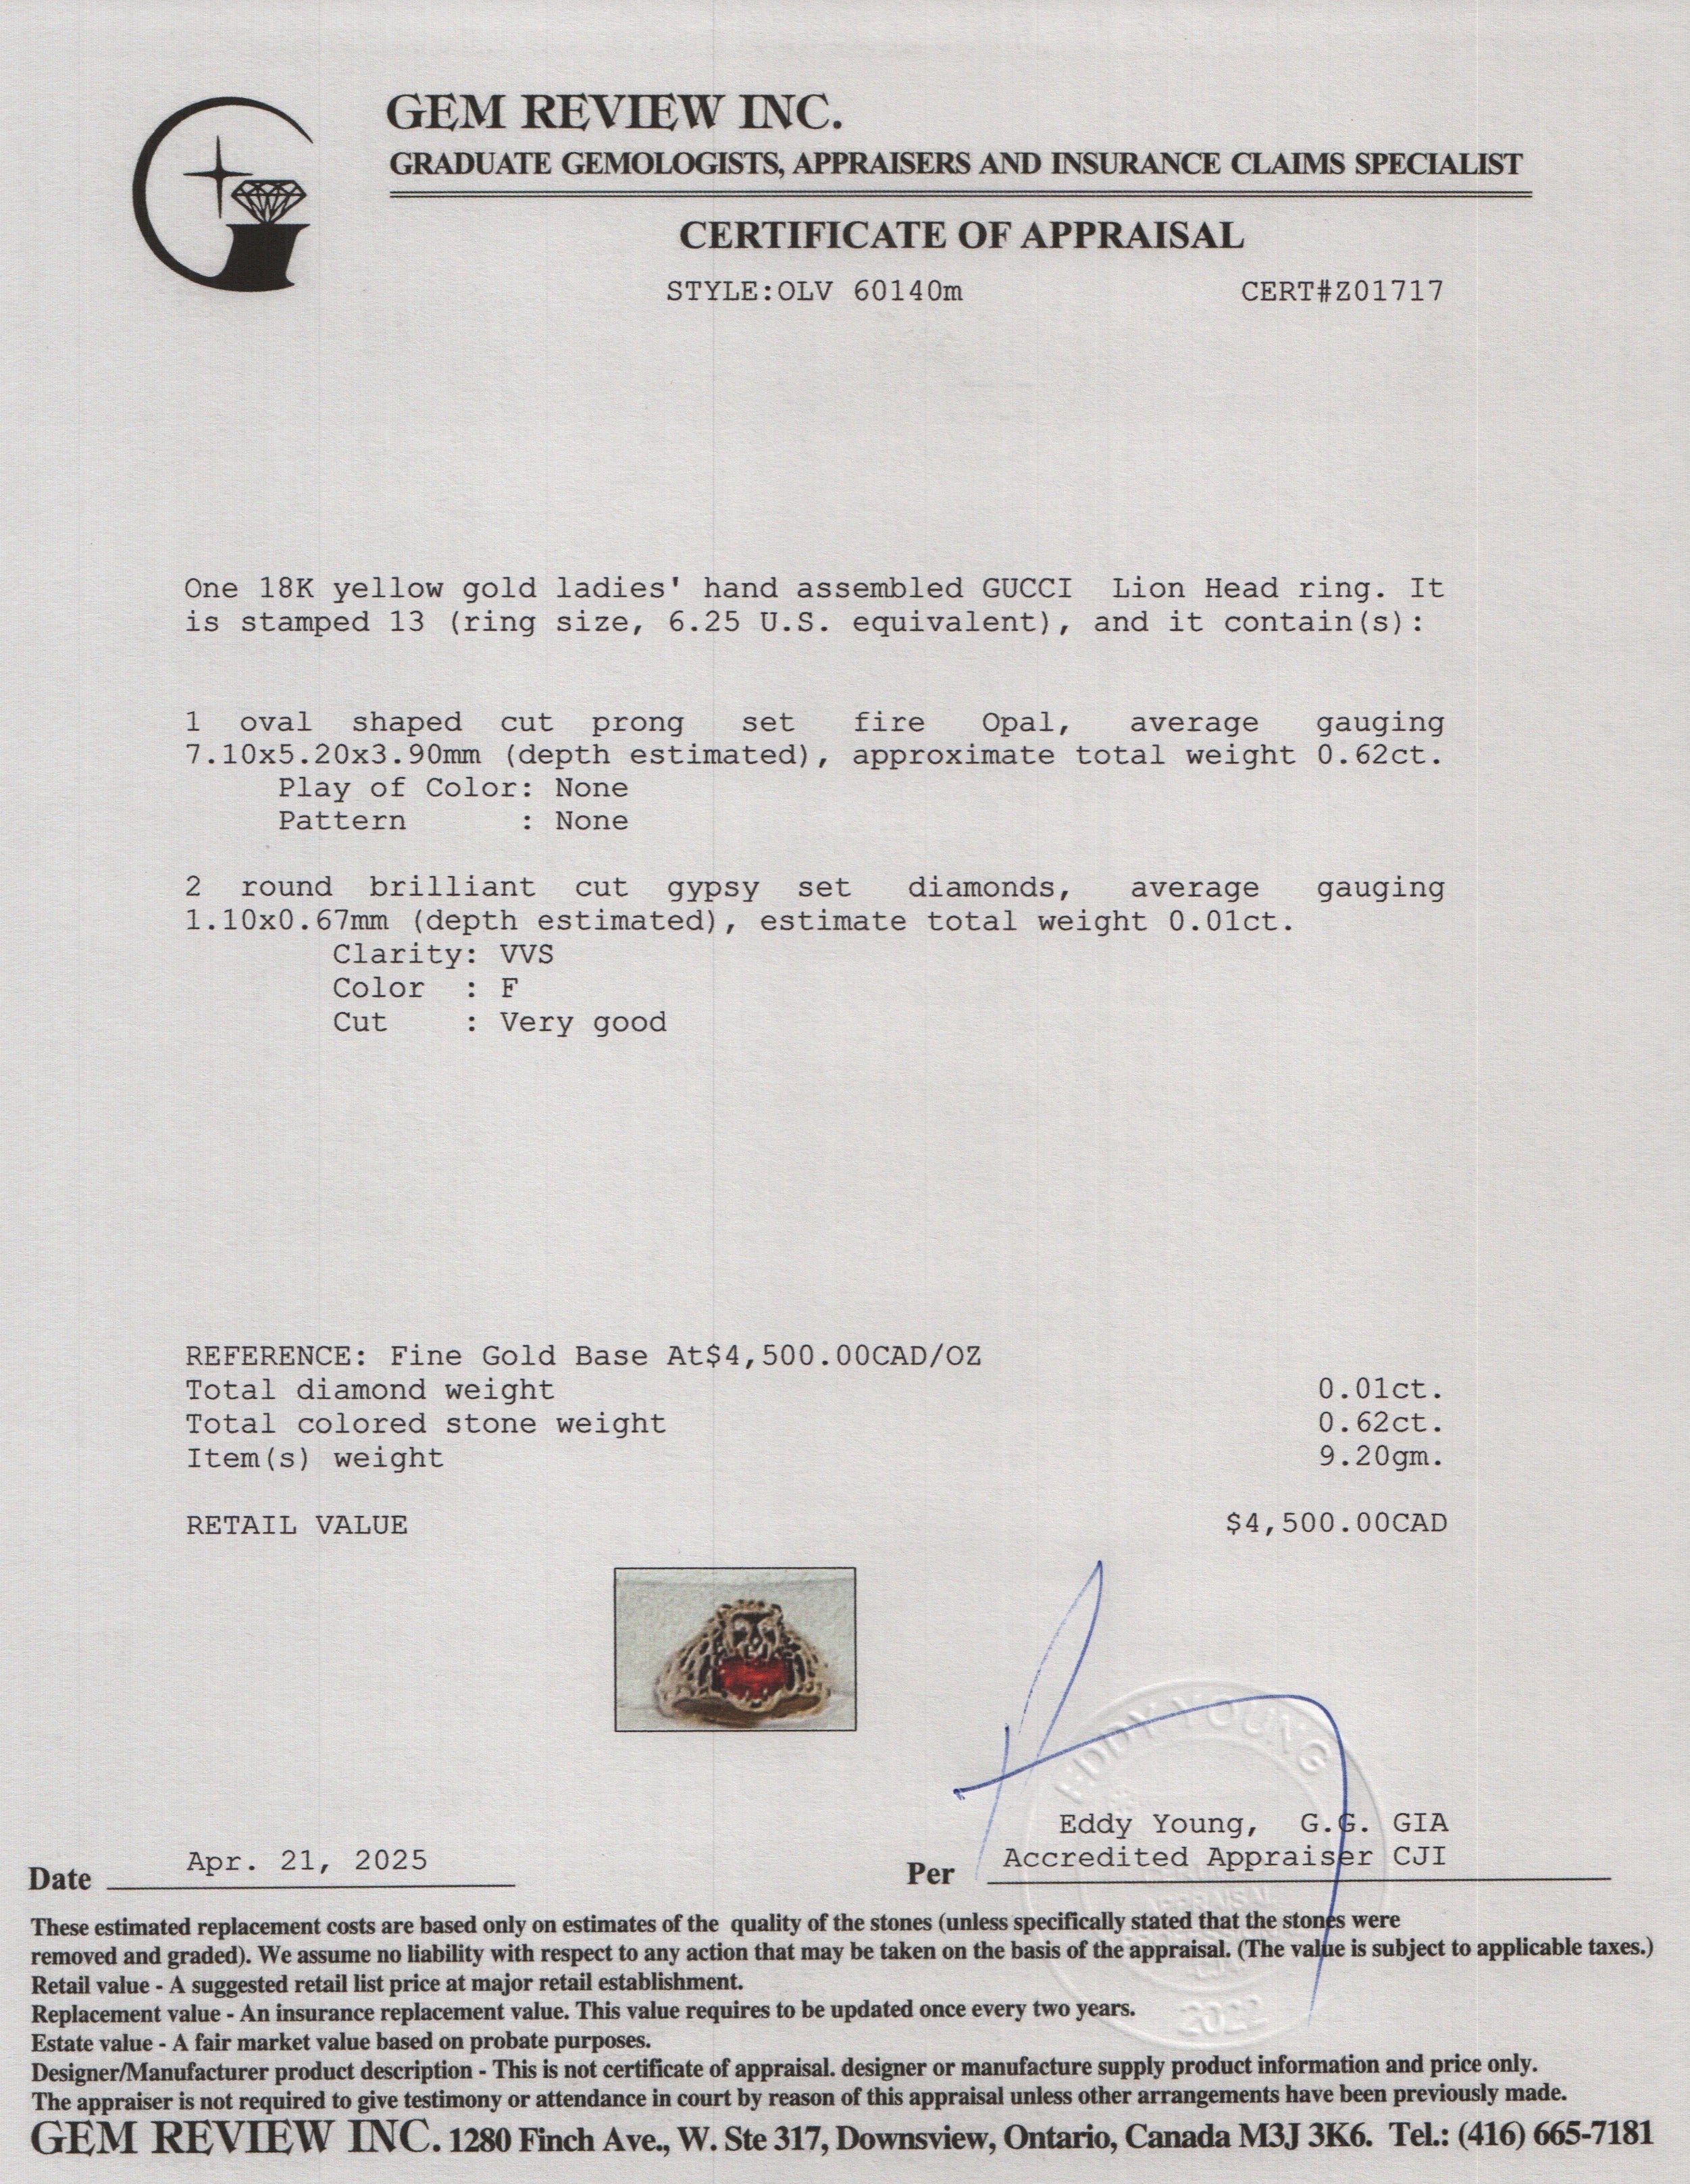 GEM REVIEW INC.
GRADUATE GEMOLOGISTS, APPRAISERS AND INSURANCE CLAIMS SPECIALIST
CERTIFICATE OF APPRAISAL
STYLE:OLV 60140m CERT#Z01717
One 18K yellow gold ladies' hand assembled GUCCI Lion Head ring. It
is stamped 13 (ring size, 6.25 U.S. equivalent), and it contain(s):
1 oval shaped cut prong set fire Opal, average gauging
7.10x5.20x3.90mm (depth estimated), approximate total weight 0.62ct.
Play of Color: None
Pattern : None
2 round brilliant cut gypsy set diamonds, average gauging
1.10x0.67mm (depth estimated), estimate total weight 0.01ct.
Clarity: VVS
Color : F
Cut : Very good
REFERENCE: Fine Gold Base At$4,500.00CAD/OZ
Total diamond weight 0.01ct.
Total colored stone weight 0.62ct.
Item(s) weight 9.20gm.
RETAIL VALUE $4,500.00CAD
EDDY YOUNG
Eddy Young, G.G. GIA
Date Apr. 21, 2025 Per Accredited Appraiser CJI
These estimated replacement costs are based only on estimates of the quality of the stones (unless specifically stated that the stones were
removed and graded). We assume no liability with respect to any action that may be taken on the basis of the appraisal. (The value is subject to applicable taxes.)
Retail value - A suggested retail list price at major retail establishment.
Replacement value - An insurance replacement value. This value requires to be updated once every two years.
2022
Estate value - A fair market value based on probate purposes.
Designer/Manufacturer product description - This is not certificate of appraisal. designer or manufacture supply product information and price only.
The appraiser is not required to give testimony or attendance in court by reason of this appraisal unless other arrangements have been previously made.
GEM REVIEW INC. 1280 Finch Ave., W. Ste 317, Downsview, Ontario, Canada M3J 3K6. Tel.: (416) 665-7181